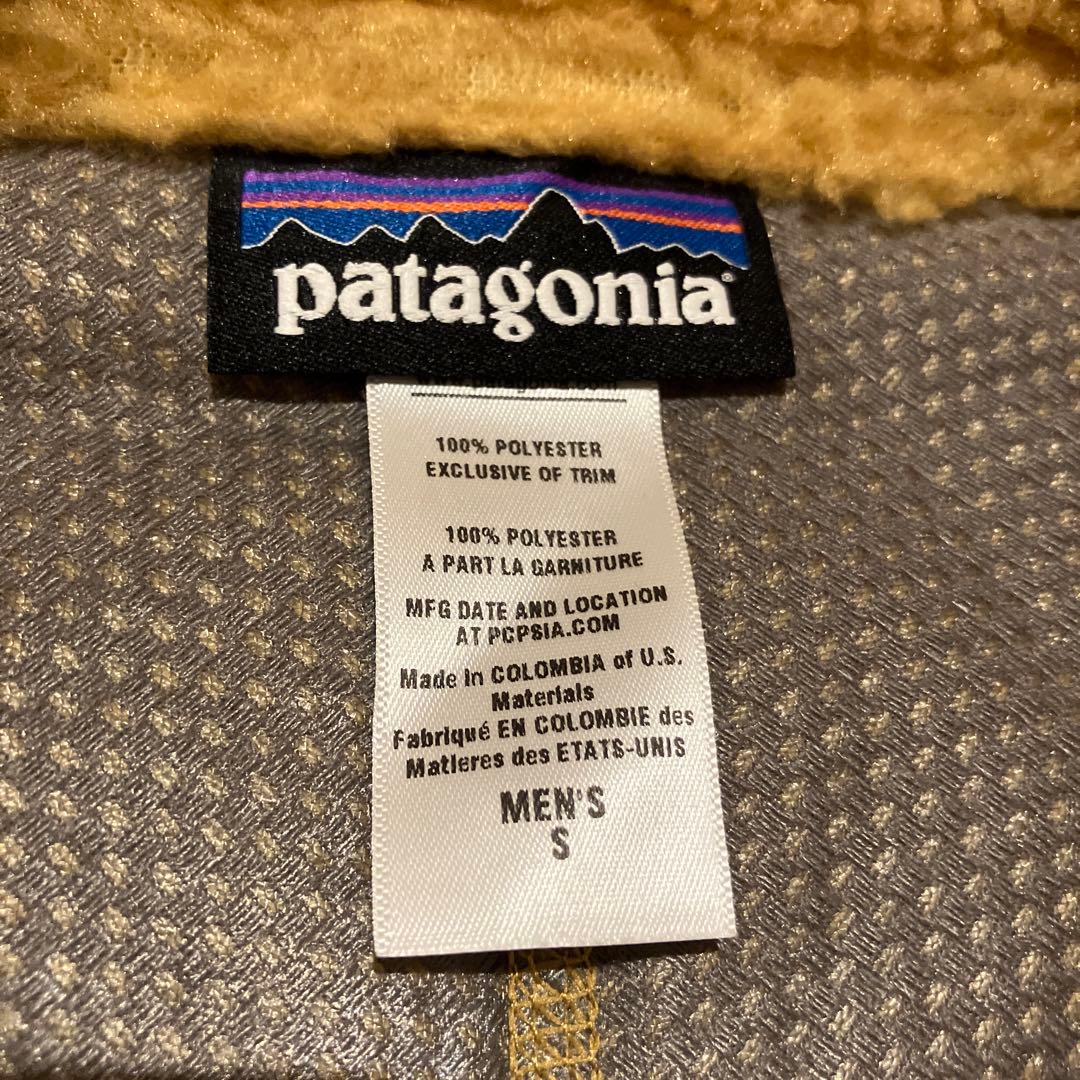 patagonia
100% POLYESTER
EXCLUSIVE OF TRIM
100% POLYESTER
A PART LA GARNITURE
MFG DATE AND LOCATION
AT PCPSIA.COM
Made in COLOMBIA of U.S.
Materials
Fabriqué EN COLOMBIE des
Matieres des ETATS-UNIS
MEN'S
S